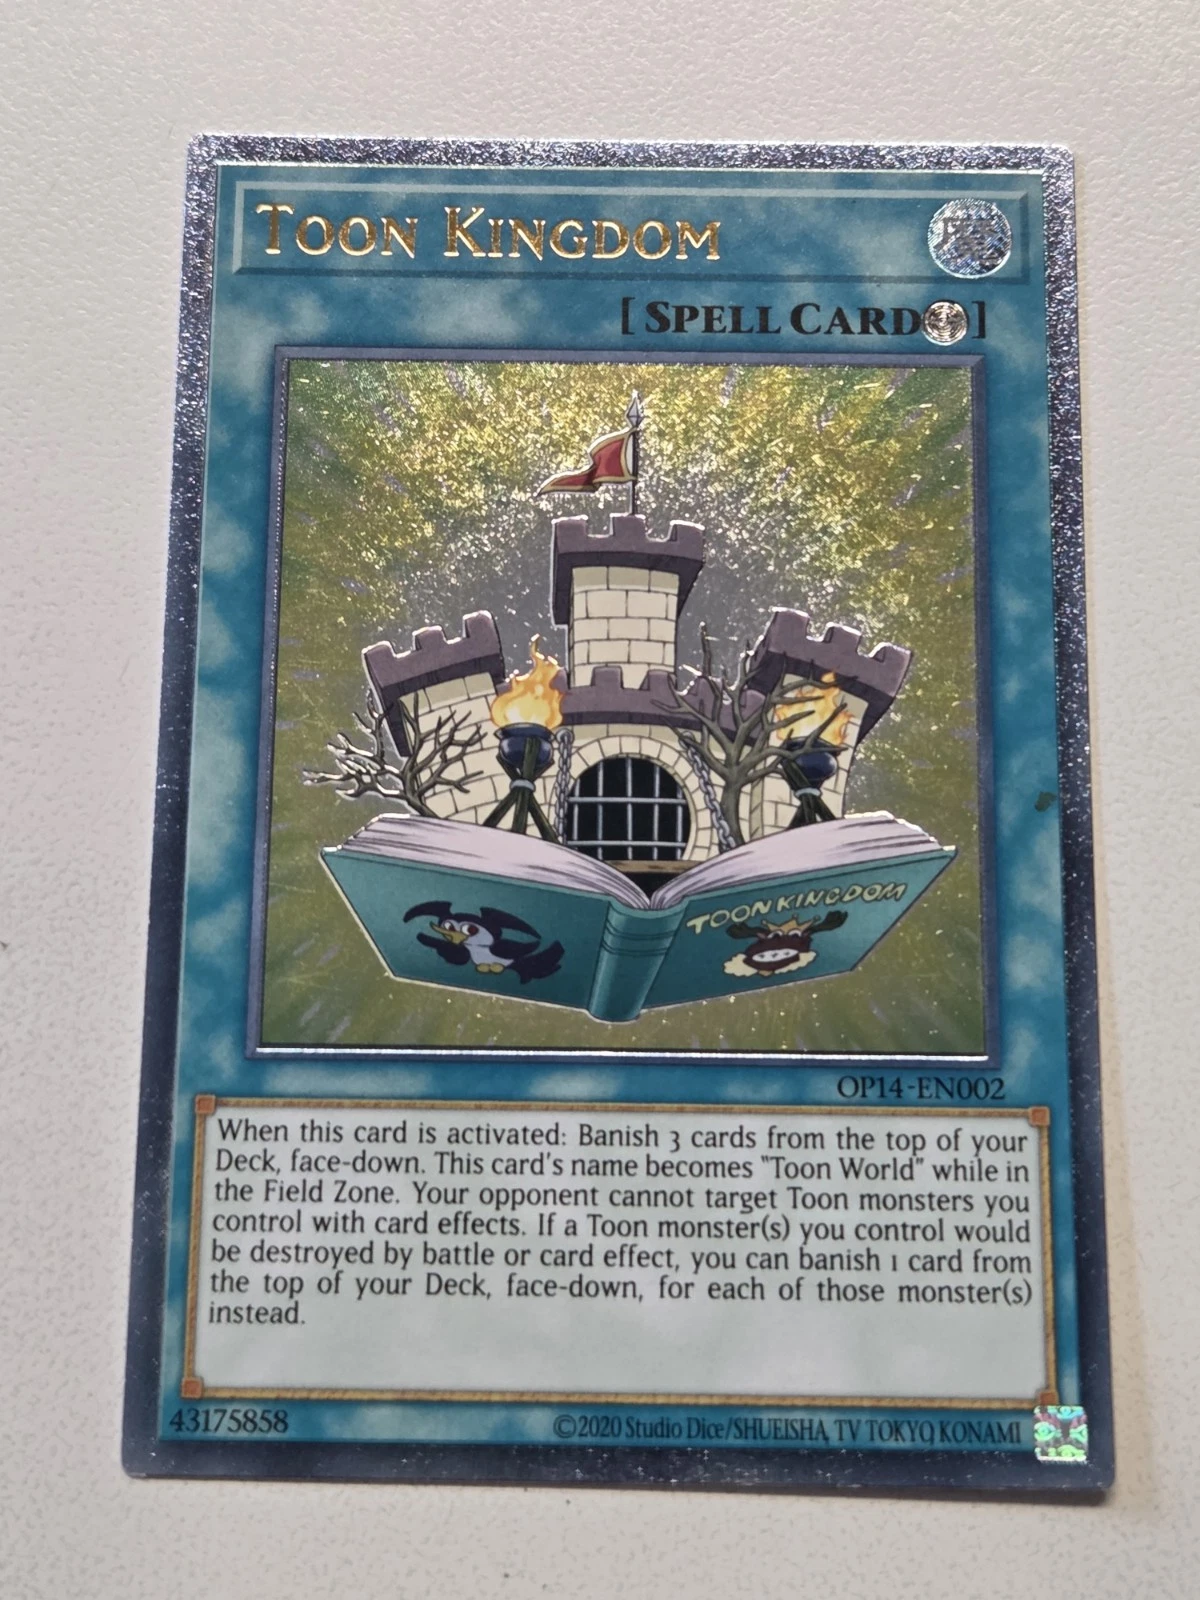 TOON KINGDOM
魔
[SPELL CARD]
TOON KINGDOM
OP14-EN002
When this card is activated: Banish 3 cards from the top of your
Deck, face-down. This card's name becomes "Toon World" while in
the Field Zone. Your opponent cannot target Toon monsters you
control with card effects. If a Toon monster(s) you control would
be destroyed by battle or card effect, you can banish 1 card from
the top of your Deck, face-down, for each of those monster(s)
instead.
43175858
©2020 Studio Dice/SHUEISHA, TV TOKYO, KONAMI